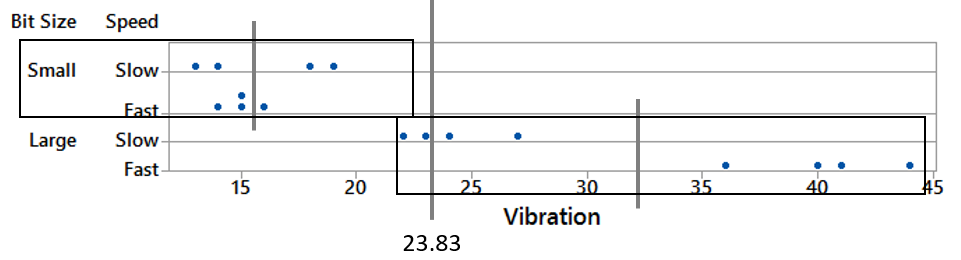 Bit Size Speed
Small Slow
Fast
Large Slow
Fast
15 20 25 30 35 40 45
Vibration
23.83